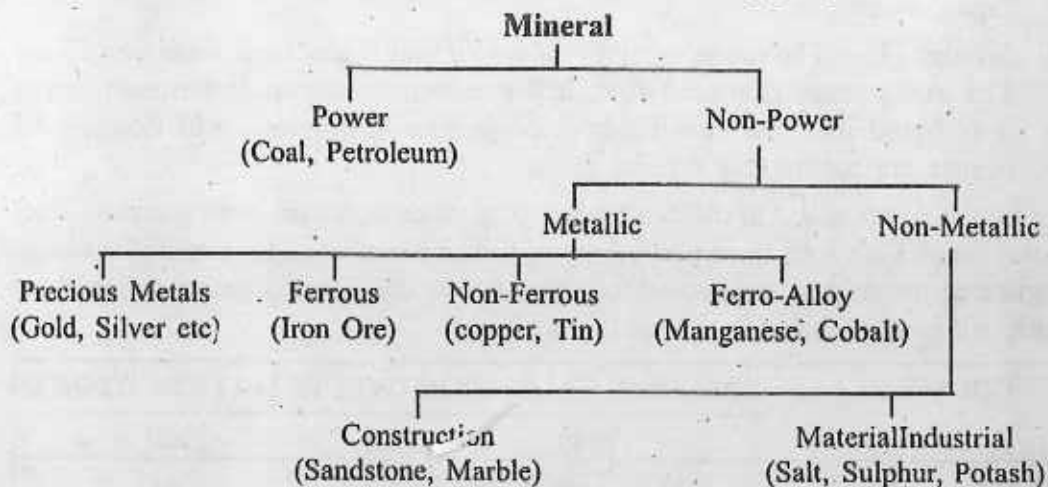 Mineral
Power Non-Power
(Coal, Petroleum)
Metallic Non-Metallic
Precious Metals Ferrous Non-Ferrous Ferro-Alloy
(Gold, Silver etc) (Iron Ore) (copper, Tin) (Manganese, Cobalt)
Construction MaterialIndustrial
(Sandstone, Marble) (Salt, Sulphur, Potash)